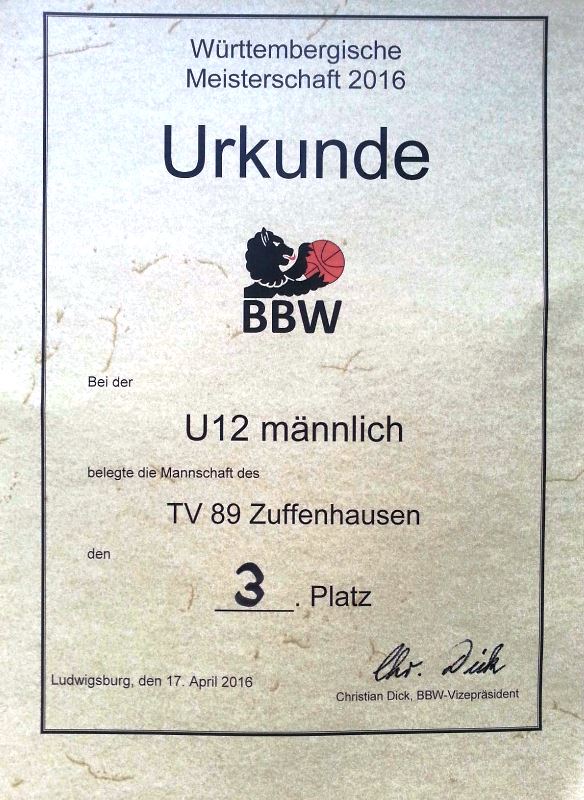 Württembergische
Meisterschaft 2016
Urkunde
BBW
Bei der
U12 männlich
belegte die Mannschaft des
TV 89 Zuffenhausen
den
3. Platz
Chr. Dick
Ludwigsburg, den 17. April 2016
Christian Dick, BBW-Vizepräsident